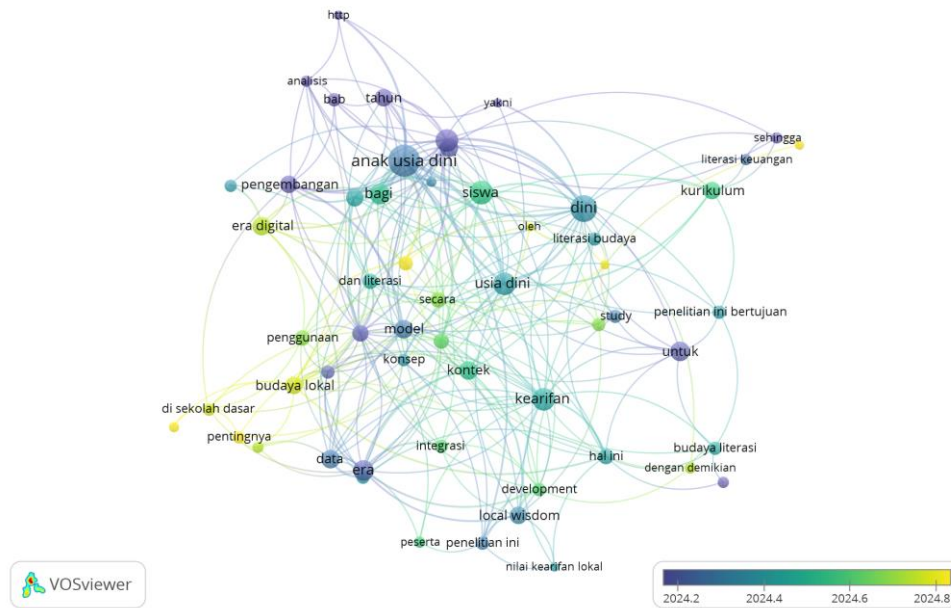 http
analisis
bab
tahun
yakni
sehingga
anak usia dini
literasi keuangan
pengembangan
bagi
siswa
kurikulum
dini
era digital
oleh
literasi budaya
dan literasi
usia dini
secara
study
penelitian ini bertujuan
penggunaan
model
untuk
konsep
kontek
budaya lokal
kearifan
di sekolah dasar
pentingnya
integrasi
budaya literasi
data
era
hal ini
dengan demikian
development
local wisdom
peserta
penelitian ini
nilai kearifan lokal
VOSviewer
2024.2 2024.4 2024.6 2024.8